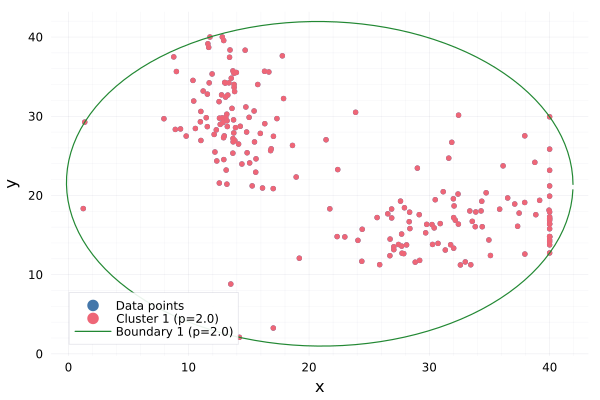 40
30
20
10
0
y
Data points
Cluster 1 (p=2.0)
Boundary 1 (p=2.0)
0 10 20 30 40
x